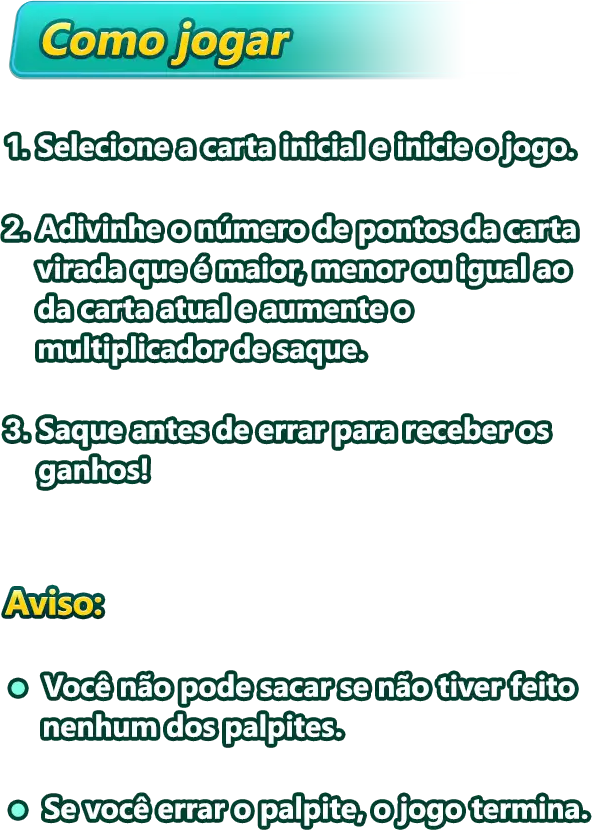 Como jogar
1. Selecione a carta inicial e inicie o jogo.
2. Adivinhe o número de pontos da carta
virada que é maior, menor ou igual ao
da carta atual e aumente o
multiplicador de saque.
3. Saque antes de errar para receber os
ganhos!
Aviso:
● Você não pode sacar se não tiver feito
nenhum dos palpites.
● Se você errar o palpite, o jogo termina.